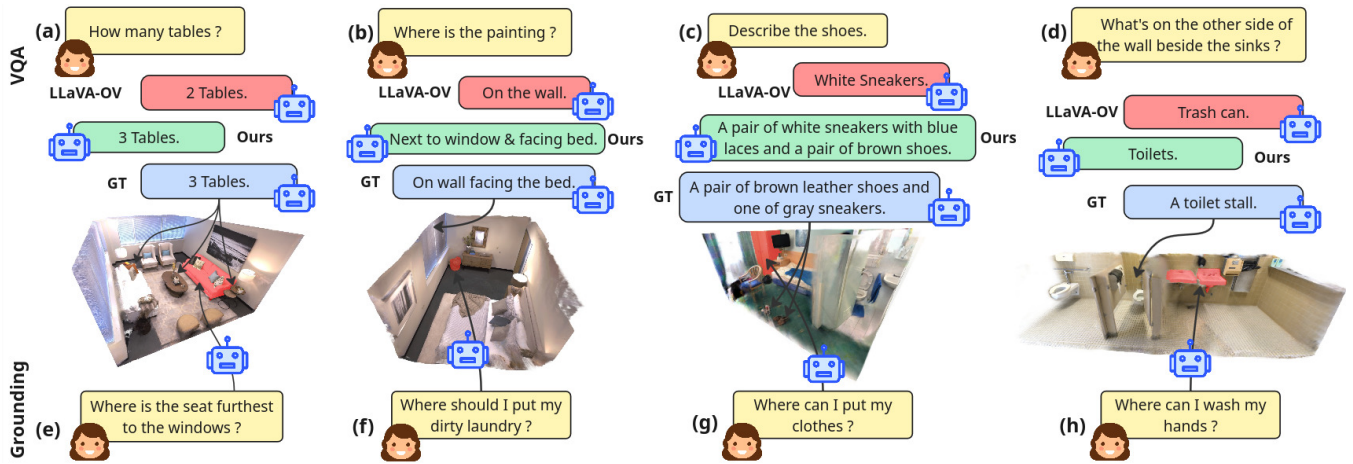 VQA
(a)
How many tables ?
LLaVA-OV
2 Tables.
3 Tables.
Ours
GT
3 Tables.
(b)
Where is the painting ?
LLaVA-OV
On the wall.
Next to window & facing bed.
Ours
GT
On wall facing the bed.
(c)
Describe the shoes.
LLaVA-OV
White Sneakers.
A pair of white sneakers with blue
laces and a pair of brown shoes.
Ours
GT
A pair of brown leather shoes and
one of gray sneakers.
(d)
What's on the other side of
the wall beside the sinks ?
LLaVA-OV
Trash can.
Toilets.
Ours
GT
A toilet stall.
Grounding
(e)
Where is the seat furthest
to the windows ?
(f)
Where should I put my
dirty laundry ?
(g)
Where can I put my
clothes ?
(h)
Where can I wash my
hands ?